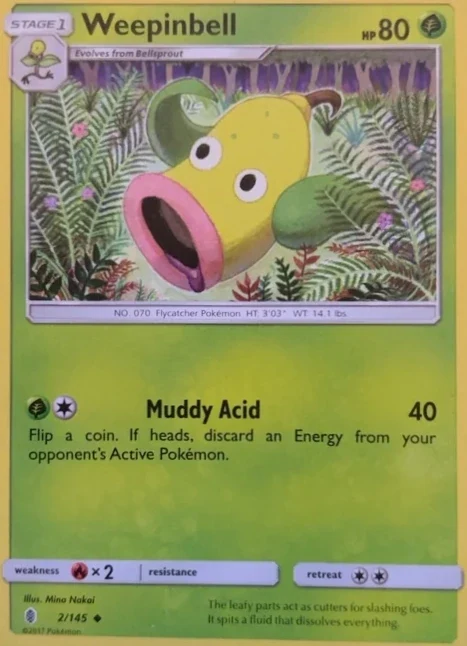 STAGE 1 Weepinbell HP 80
Evolves from Bellsprout
NO. 070 Flycatcher Pokémon HT: 3'03" WT: 14.1 lbs.
Muddy Acid 40
Flip a coin. If heads, discard an Energy from your
opponent's Active Pokémon.
weakness ×2 resistance retreat
Illus. Mina Nakai
2/145
©2017 Pokémon
The leafy parts act as cutters for slashing foes.
It spits a fluid that dissolves everything.